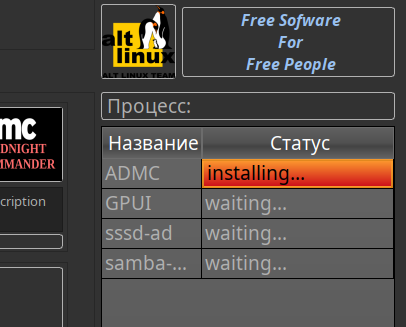 alt
linux
ALT LINUX TEAM
Free Sofware
For
Free People
Процесс:
mc
DNIGHT
MMANDER
cription
Название Статус
ADMC installing...
GPUI waiting...
sssd-ad waiting...
samba-... waiting...